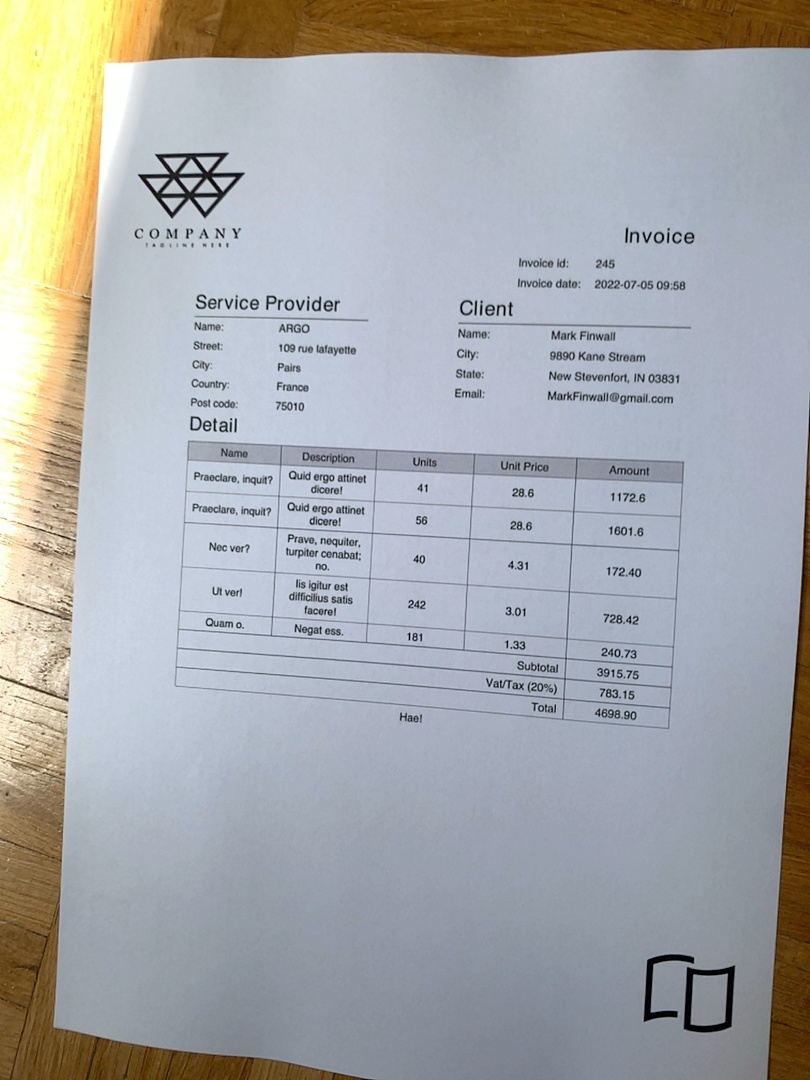 COMPANY
TAGLINE HERE
Invoice
Invoice id: 245
Invoice date: 2022-07-05 09:58
Service Provider
Name: ARGO
Street: 109 rue lafayette
City: Pairs
Country: France
Post code: 75010
Client
Name: Mark Finwall
City: 9890 Kane Stream
State: New Stevenfort, IN 03831
Email: MarkFinwall@gmail.com
Detail
Name Description Units Unit Price Amount
Praeclare, inquit? Quid ergo attinet 41 28.6 1172.6
dicere!
Praeclare, inquit? Quid ergo attinet 56 28.6 1601.6
dicere!
Nec ver? Prave, nequiter, 40 4.31 172.40
turpiter cenabat;
no.
Ut ver! Iis igitur est 242 3.01 728.42
difficilius satis
facere!
Quam o. Negat ess. 181 1.33 240.73
Subtotal 3915.75
Vat/Tax (20%) 783.15
Total 4698.90
Hae!